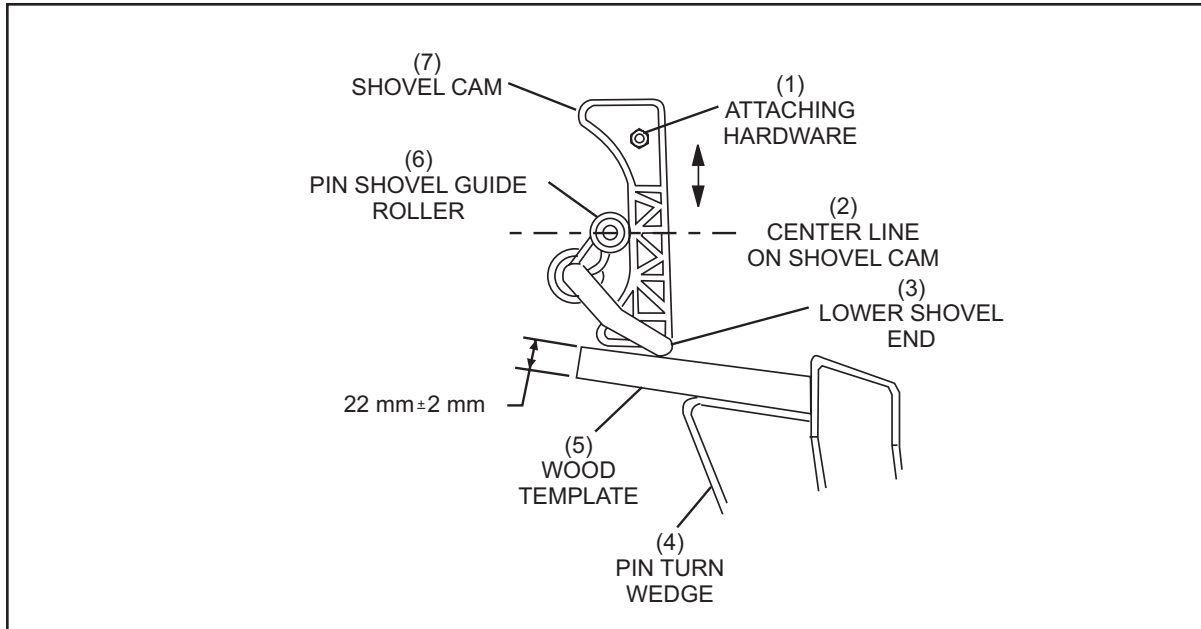 (7)
SHOVEL CAM
(1)
ATTACHING
HARDWARE
(6)
PIN SHOVEL GUIDE
ROLLER
(2)
CENTER LINE
ON SHOVEL CAM
(3)
LOWER SHOVEL
END
22 mm±2 mm
(5)
WOOD
TEMPLATE
(4)
PIN TURN
WEDGE